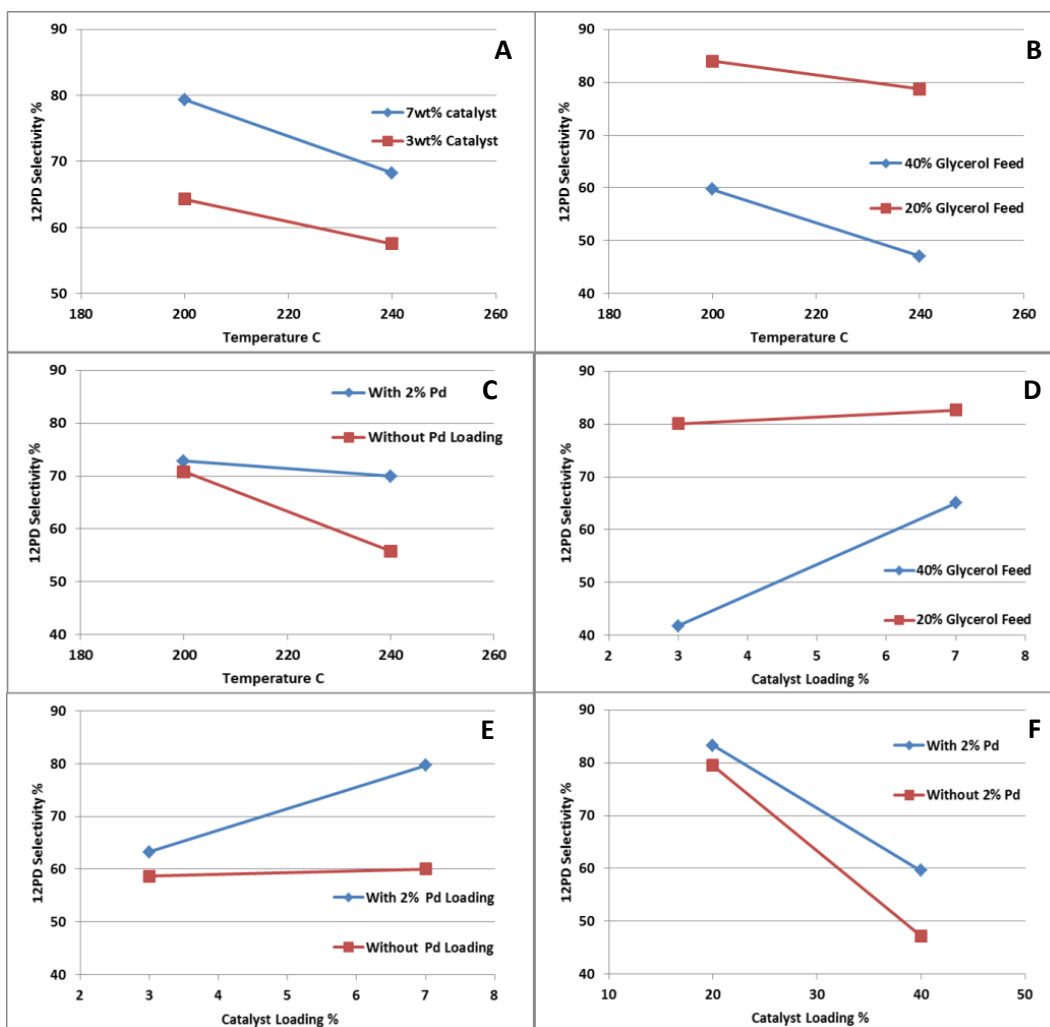 A
12PD Selectivity %
90
80
70
60
50
180
200
220
240
260
Temperature C
7wt% catalyst
3wt% Catalyst
B
12PD Selectivity %
90
80
70
60
50
40
180
200
220
240
260
Temperature C
40% Glycerol Feed
20% Glycerol Feed
C
12PD Selectivity %
90
80
70
60
50
40
180
200
220
240
260
Temperature C
With 2% Pd
Without Pd Loading
D
12PD Selectivity %
90
80
70
60
50
40
2
3
4
5
6
7
8
Catalyst Loading %
40% Glycerol Feed
20% Glycerol Feed
E
12PD Selectivity %
90
80
70
60
50
40
2
3
4
5
6
7
8
Catalyst Loading %
With 2% Pd Loading
Without Pd Loading
F
12PD Selectivity %
90
80
70
60
50
40
10
20
30
40
50
Catalyst Loading %
With 2% Pd
Without 2% Pd